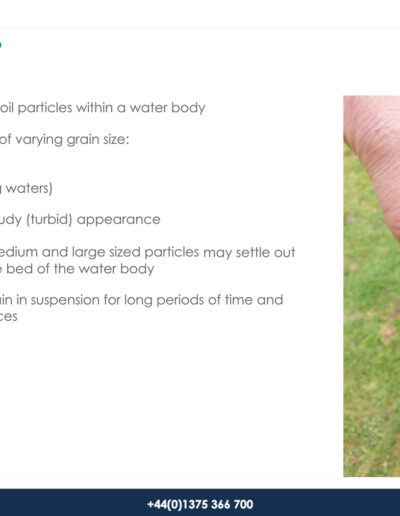 oil particles within a water body
of varying grain size:
waters)
udy (turbid) appearance
edium and large sized particles may settle out
e bed of the water body
in in suspension for long periods of time and
ces
+44(0)1375 366 700